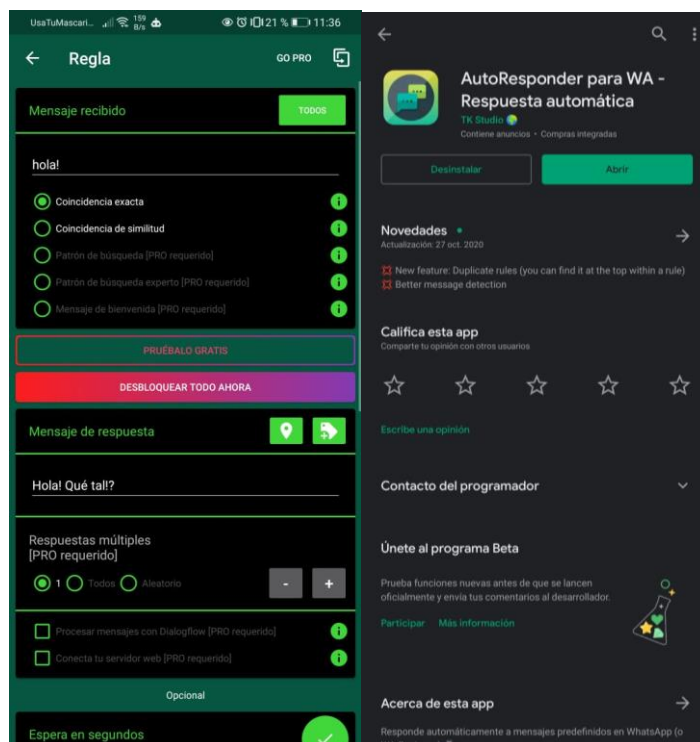 UsaTuMascari... 159 B/s 21 % 11:36
Regla GO PRO
Mensaje recibido TODOS
hola!
Coincidencia exacta
Coincidencia de similitud
Patrón de búsqueda [PRO requerido]
Patrón de búsqueda experto [PRO requerido]
Mensaje de bienvenida [PRO requerido]
PRUÉBALO GRATIS
DESBLOQUEAR TODO AHORA
Mensaje de respuesta
Hola! Qué tal!?
Respuestas múltiples
[PRO requerido]
1 Todos Aleatorio - +
Procesar mensajes con Dialogflow [PRO requerido]
Conecta tu servidor web [PRO requerido]
Opcional
Espera en segundos
AutoResponder para WA -
Respuesta automática
TK Studio
Contiene anuncios • Compras integradas
Desinstalar Abrir
Novedades
Actualización: 27 oct. 2020
New feature: Duplicate rules (you can find it at the top within a rule)
Better message detection
Califica esta app
Comparte tu opinión con otros usuarios
Escribe una opinión
Contacto del programador
Únete al programa Beta
Prueba funciones nuevas antes de que se lancen
oficialmente y envía tus comentarios al desarrollador.
Participar Más información
Acerca de esta app
Responde automáticamente a mensajes predefinidos en WhatsApp (o